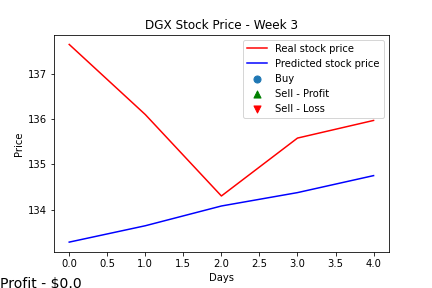 DGX Stock Price - Week 3
Real stock price
Predicted stock price
Buy
Sell - Profit
Sell - Loss
Price
137
136
135
134
0.0 0.5 1.0 1.5 2.0 2.5 3.0 3.5 4.0
Days
Profit - $0.0